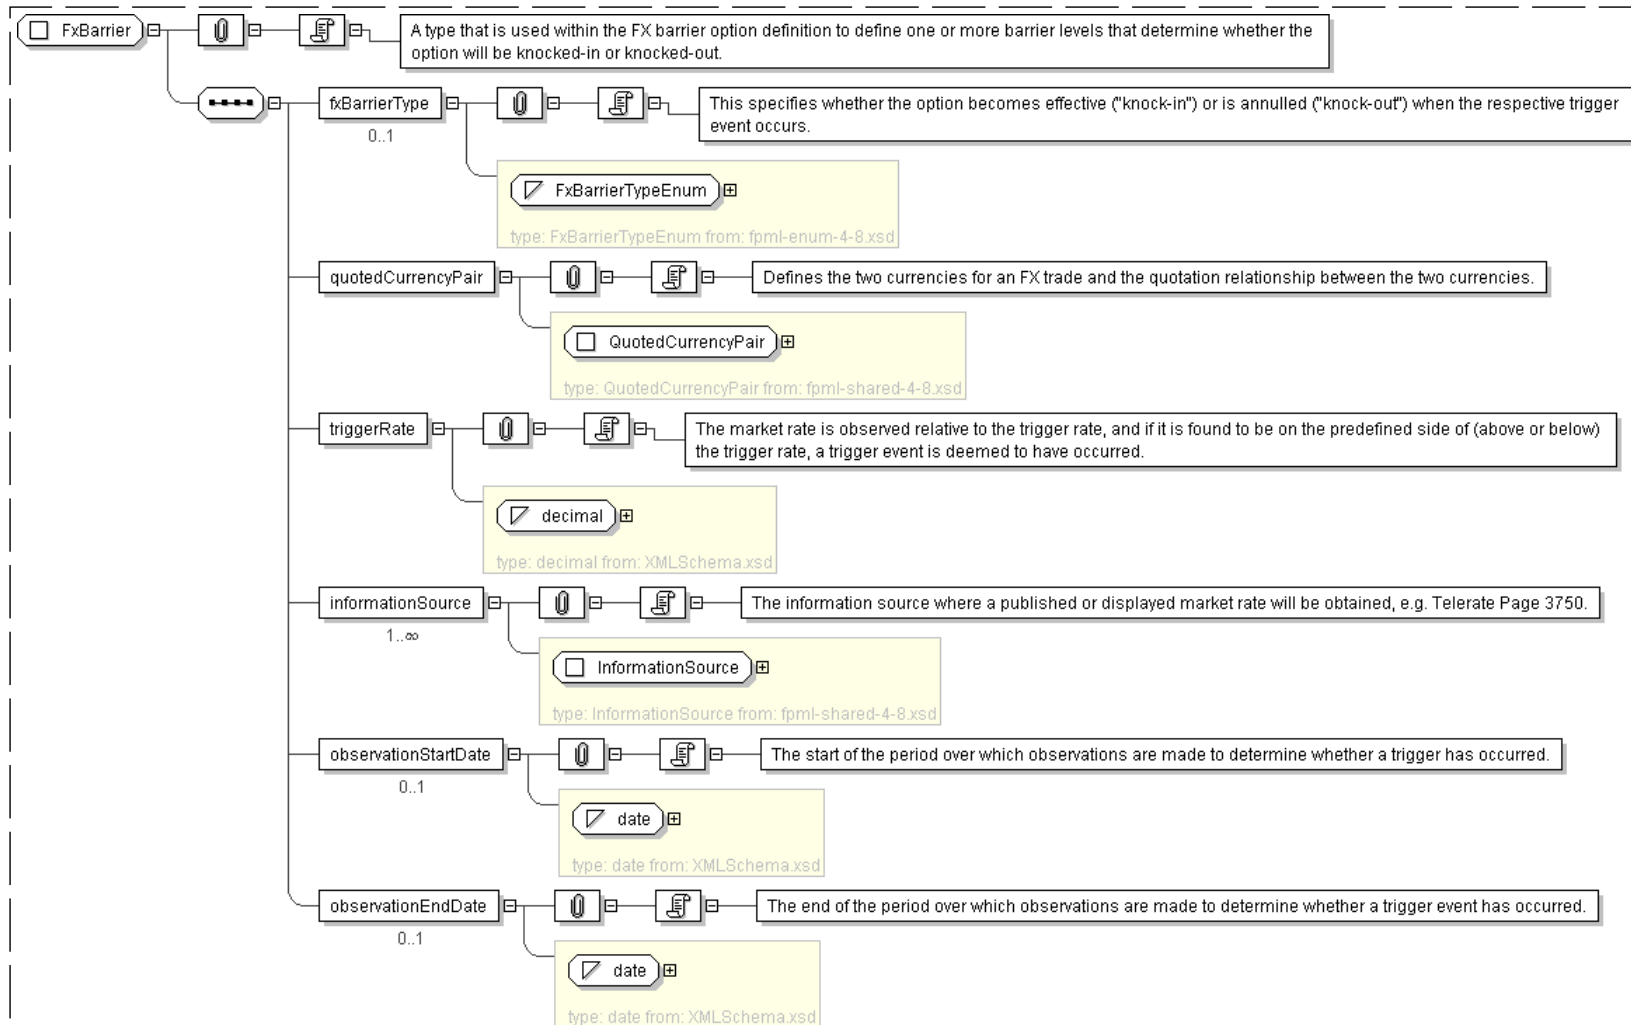 FxBarrier
A type that is used within the FX barrier option definition to define one or more barrier levels that determine whether the
option will be knocked-in or knocked-out.
fxBarrierType
0..1
This specifies whether the option becomes effective ("knock-in") or is annulled ("knock-out") when the respective trigger
event occurs.
FxBarrierTypeEnum
type: FxBarrierTypeEnum from: fpml-enum-4-8.xsd
quotedCurrencyPair
Defines the two currencies for an FX trade and the quotation relationship between the two currencies.
QuotedCurrencyPair
type: QuotedCurrencyPair from: fpml-shared-4-8.xsd
triggerRate
The market rate is observed relative to the trigger rate, and if it is found to be on the predefined side of (above or below)
the trigger rate, a trigger event is deemed to have occurred.
decimal
type: decimal from: XMLSchema.xsd
informationSource
1..∞
The information source where a published or displayed market rate will be obtained, e.g. Telerate Page 3750.
InformationSource
type: InformationSource from: fpml-shared-4-8.xsd
observationStartDate
0..1
The start of the period over which observations are made to determine whether a trigger has occurred.
date
type: date from: XMLSchema.xsd
observationEndDate
0..1
The end of the period over which observations are made to determine whether a trigger event has occurred.
date
type: date from: XMLSchema.xsd